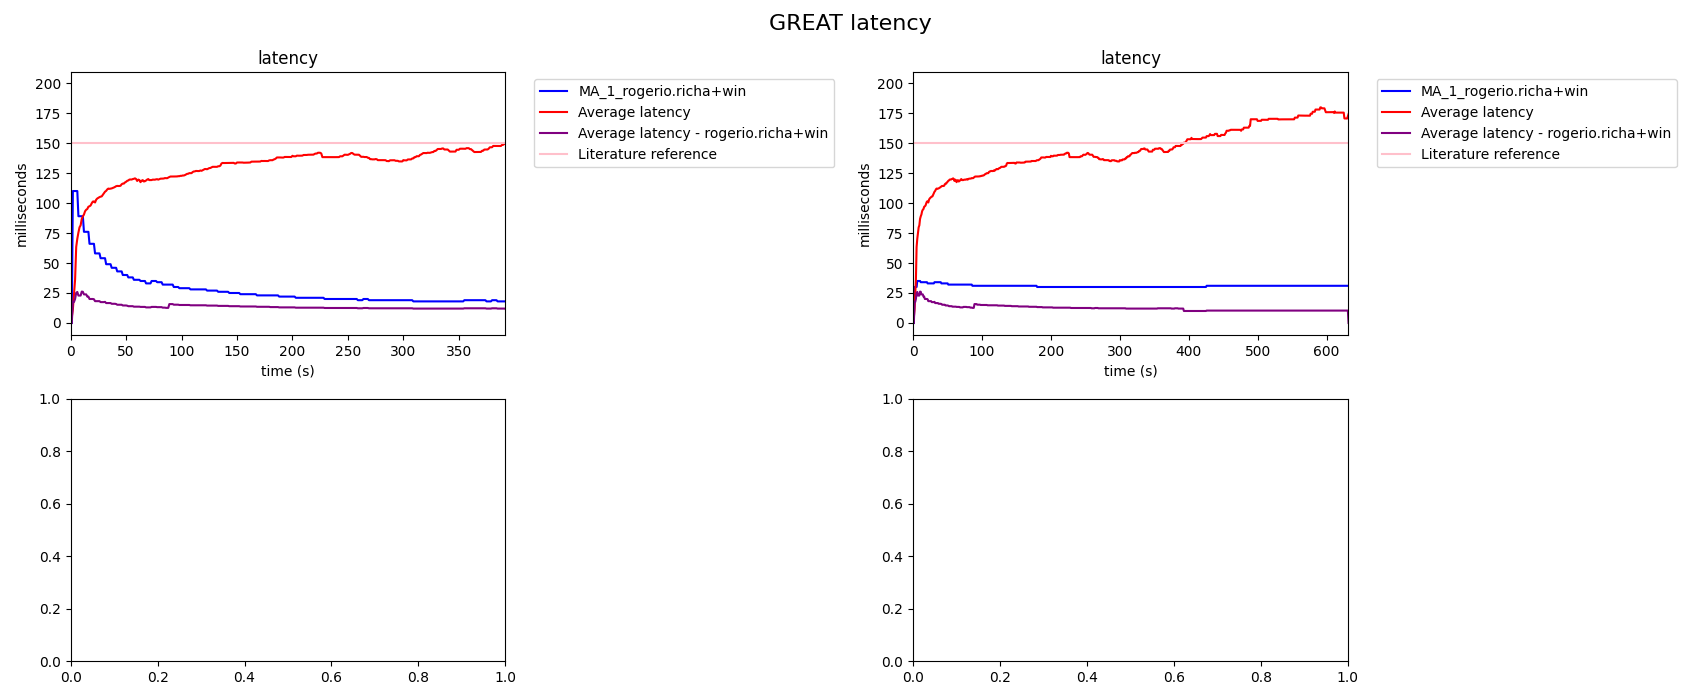 GREAT latency
latency
200
175
150
125
100
75
50
25
0
milliseconds
0 50 100 150 200 250 300 350
time (s)
MA_1_rogerio.richa+win
Average latency
Average latency - rogerio.richa+win
Literature reference
latency
200
175
150
125
100
75
50
25
0
milliseconds
0 100 200 300 400 500 600
time (s)
MA_1_rogerio.richa+win
Average latency
Average latency - rogerio.richa+win
Literature reference
1.0
0.8
0.6
0.4
0.2
0.0
0.0 0.2 0.4 0.6 0.8 1.0
1.0
0.8
0.6
0.4
0.2
0.0
0.0 0.2 0.4 0.6 0.8 1.0